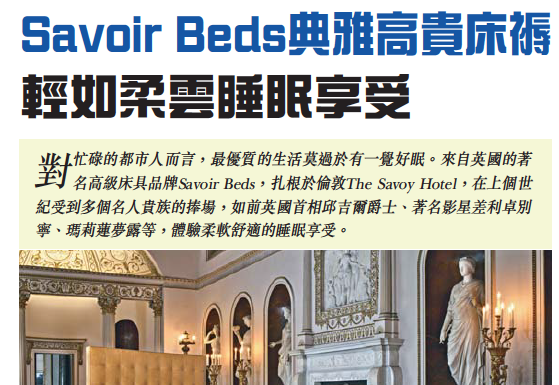 Savoir Beds典雅高貴床褥
輕如柔雲睡眠享受
對忙碌的都市人而言，最優質的生活莫過於有一覺好眠。來自英國的著
名高級床具品牌Savoir Beds，扎根於倫敦The Savoy Hotel，在上個世
紀受到多個名人貴族的捧場，如前英國首相邱吉爾爵士、著名影星差利卓別
寧、瑪莉蓮夢露等，體驗柔軟舒適的睡眠享受。